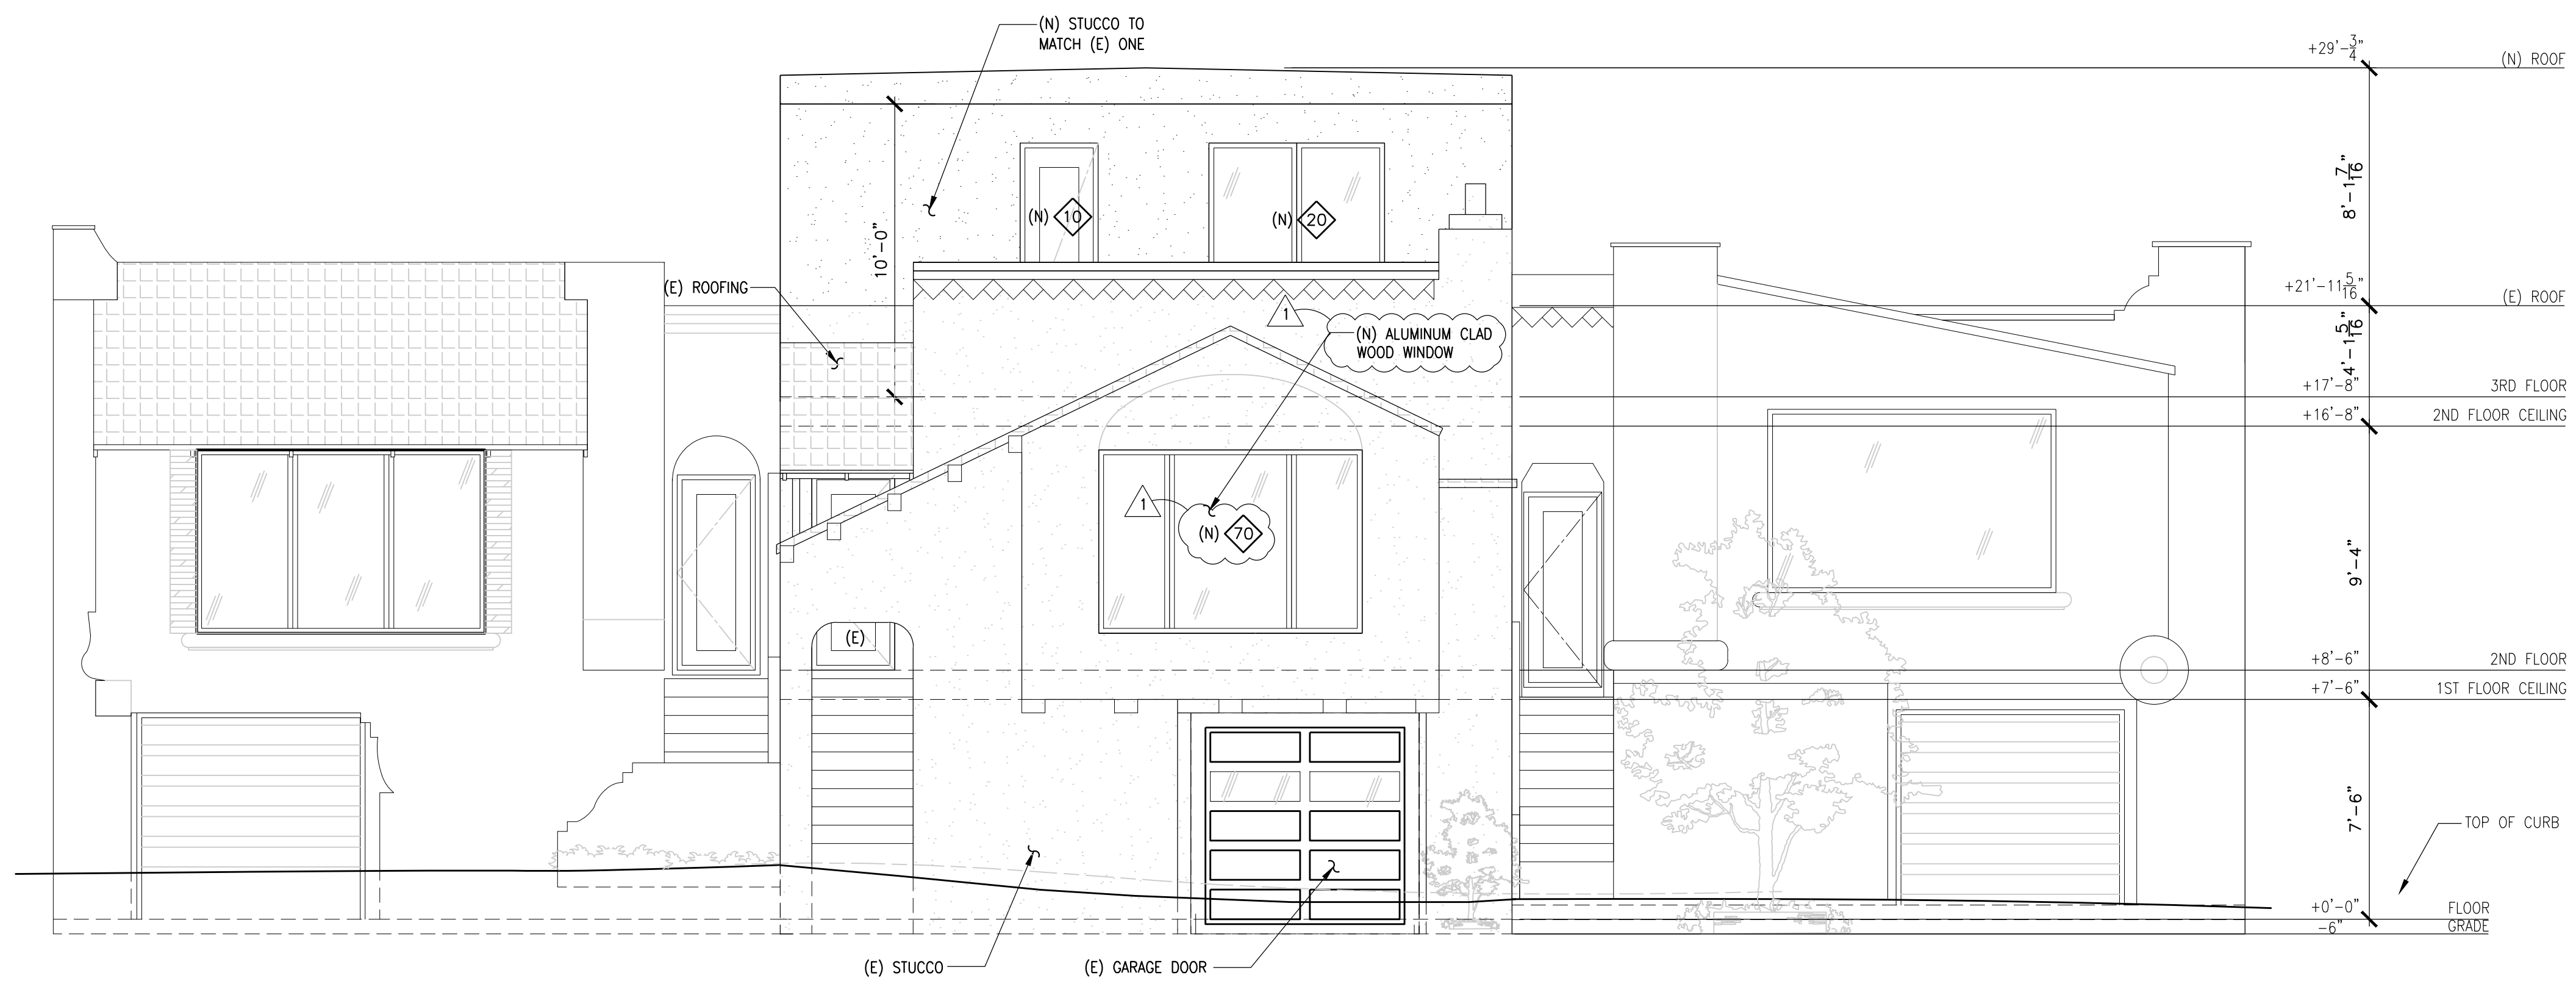 (N) STUCCO TO
MATCH (E) ONE
+29'-3/4"
(N) ROOF
8'-1 7/16"
(N) 10
(N) 20
10'-0"
(E) ROOFING
+21'-11 5/16"
(E) ROOF
1
(N) ALUMINUM CLAD
WOOD WINDOW
4'-1 5/16"
+17'-8"
3RD FLOOR
+16'-8"
2ND FLOOR CEILING
1
(N) 70
9'-4"
(E)
+8'-6"
2ND FLOOR
+7'-6"
1ST FLOOR CEILING
7'-6"
TOP OF CURB
+0'-0"
FLOOR
-6"
GRADE
(E) STUCCO
(E) GARAGE DOOR